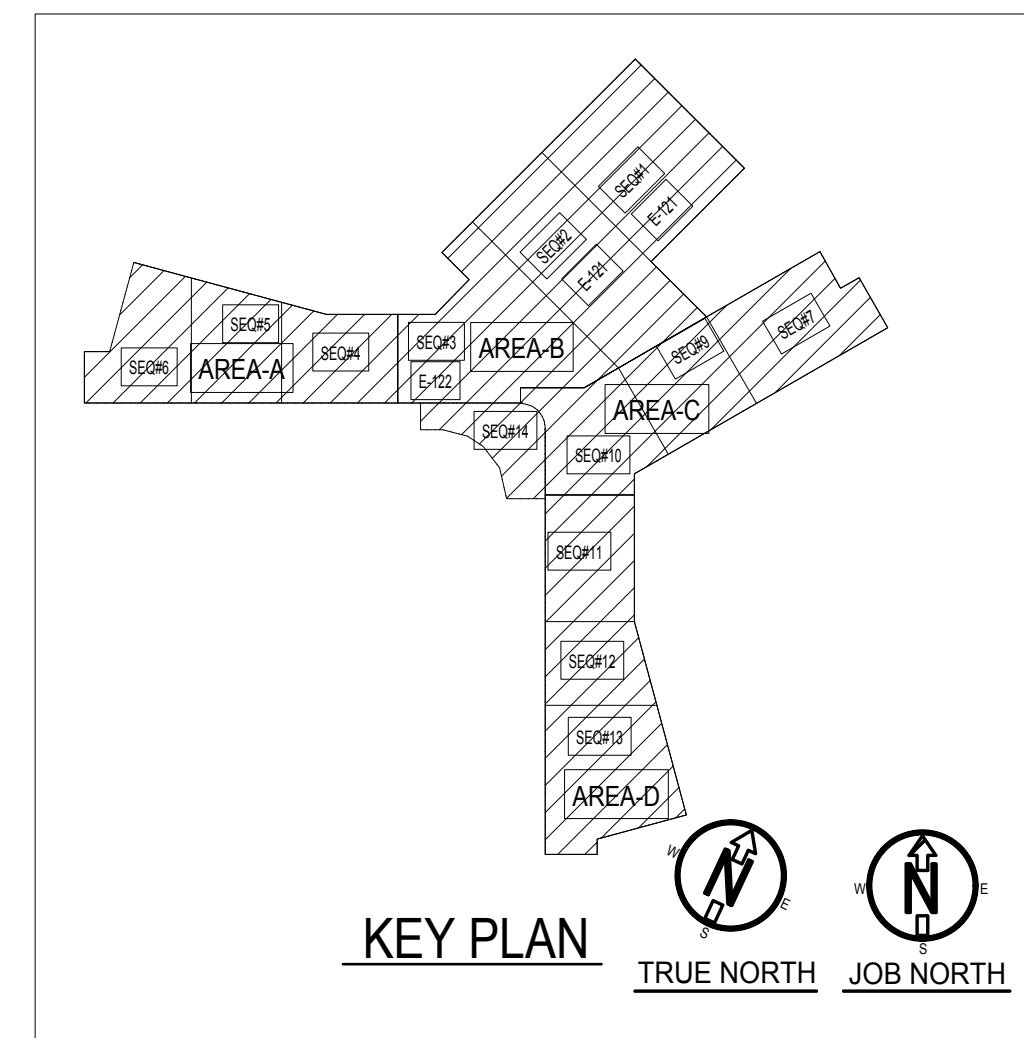 SEQ#1
E-121
SEQ#2
E-121
SEQ#7
SEQ#9
SEQ#5
SEQ#3
AREA-B
SEQ#4
SEQ#6
AREA-A
E-122
AREA-C
SEQ#14
SEQ#10
SEQ#11
SEQ#12
SEQ#13
AREA-D
W
N
E
S
W
N
E
S
KEY PLAN
TRUE NORTH
JOB NORTH